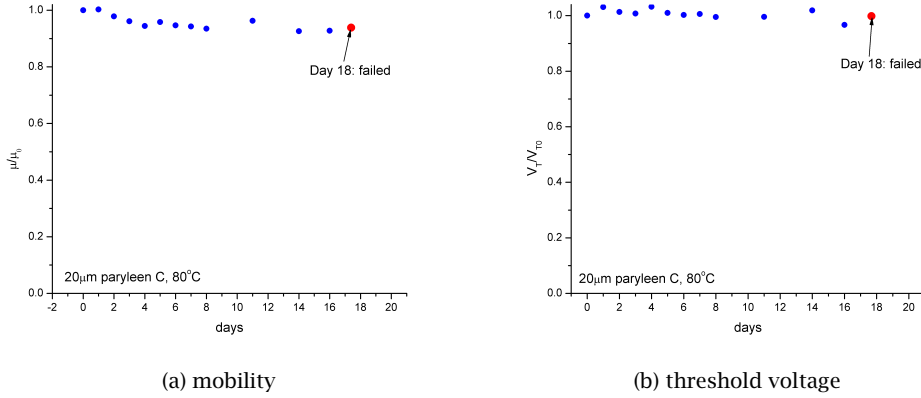 1.0
0.8
0.6
0.4
0.2
0.0
μ/μ0
Day 18: failed
20μm paryleen C, 80°C
-2 0 2 4 6 8 10 12 14 16 18 20
days
(a) mobility
1.0
0.8
0.6
0.4
0.2
0.0
VT/VT0
Day 18: failed
20μm paryleen C, 80°C
0 2 4 6 8 10 12 14 16 18 20
days
(b) threshold voltage